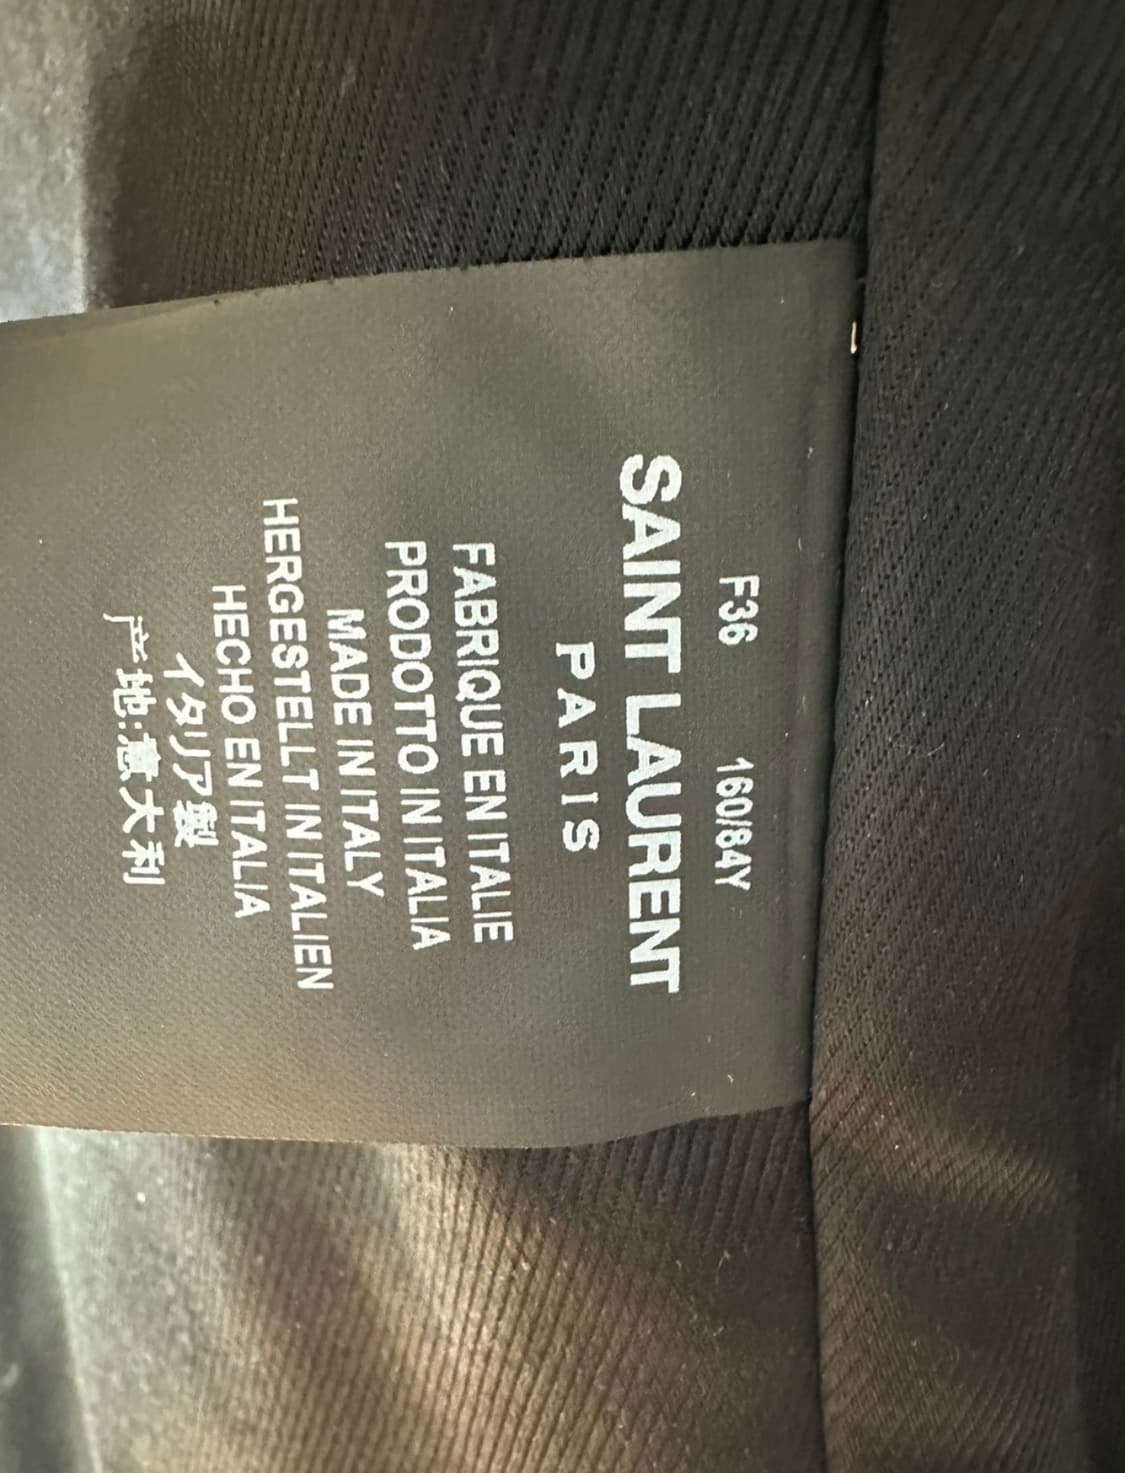 F36 160/84Y
SAINT LAURENT
PARIS
FABRIQUE EN ITALIE
PRODOTTO IN ITALIA
MADE IN ITALY
HERGESTELLT IN ITALIEN
HECHO EN ITALIA
イタリア製
产地:意大利